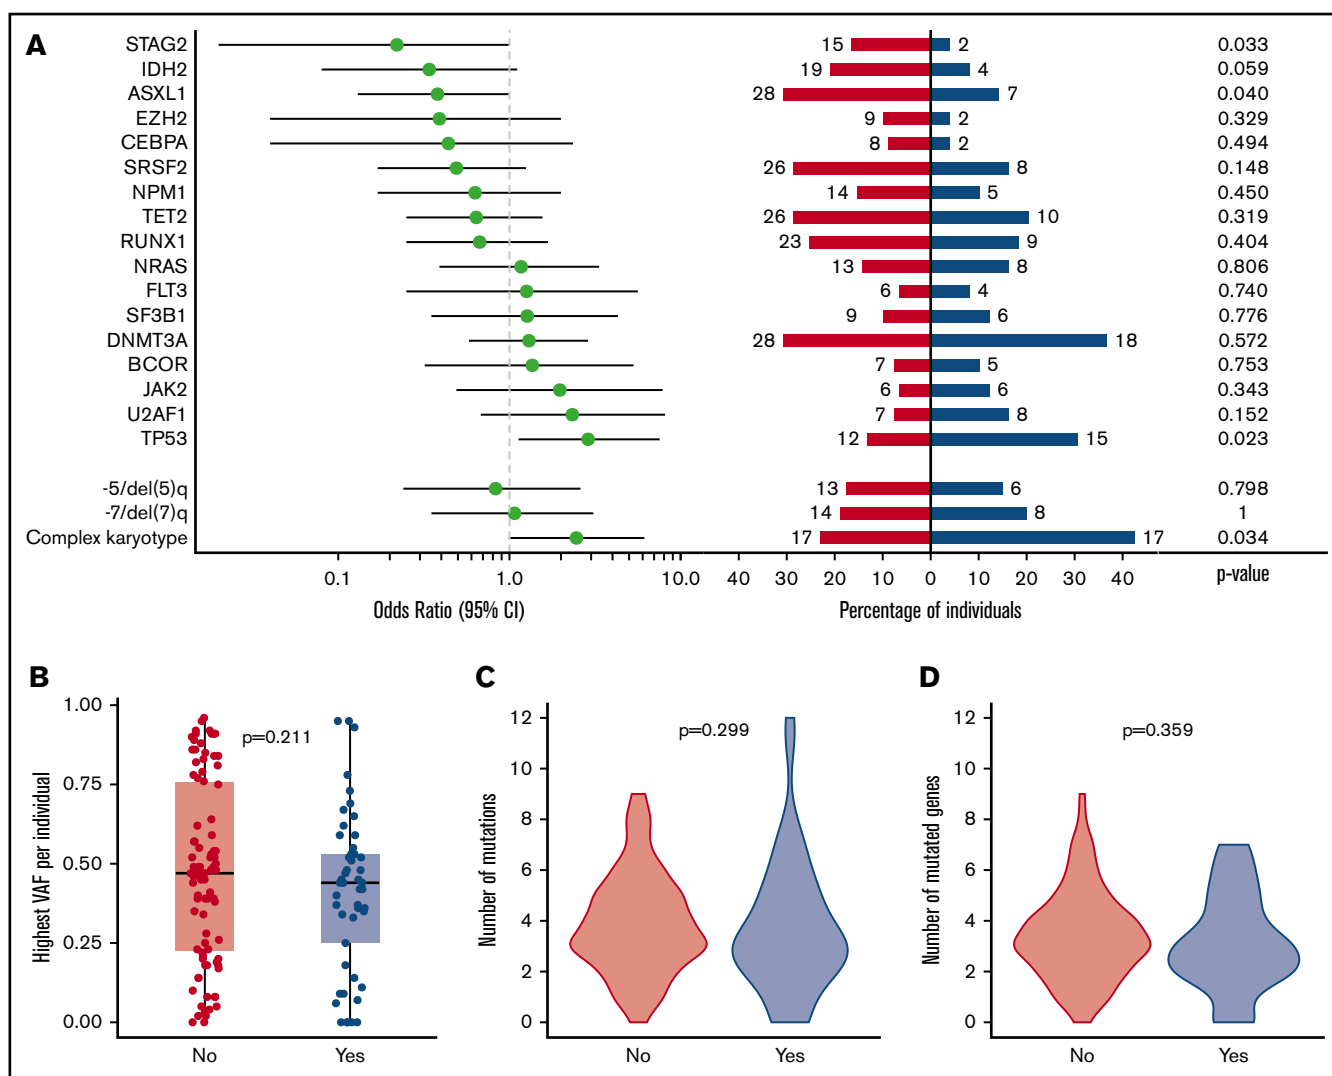 A
STAG2 15 2 0.033
IDH2 19 4 0.059
ASXL1 28 7 0.040
EZH2 9 2 0.329
CEBPA 8 2 0.494
SRSF2 26 8 0.148
NPM1 14 5 0.450
TET2 26 10 0.319
RUNX1 23 9 0.404
NRAS 13 8 0.806
FLT3 6 4 0.740
SF3B1 9 6 0.776
DNMT3A 28 18 0.572
BCOR 7 5 0.753
JAK2 6 6 0.343
U2AF1 7 8 0.152
TP53 12 15 0.023
-5/del(5)q 13 6 0.798
-7/del(7)q 14 8 1
Complex karyotype 17 17 0.034
0.1 1.0 10.0 40 30 20 10 0 10 20 30 40 p-value
Odds Ratio (95% CI) Percentage of individuals
B
1.00
0.75
0.50
0.25
0.00
Highest VAF per individual
p=0.211
No Yes
C
12
10
8
6
4
2
0
Number of mutations
p=0.299
No Yes
D
12
10
8
6
4
2
0
Number of mutated genes
p=0.359
No Yes